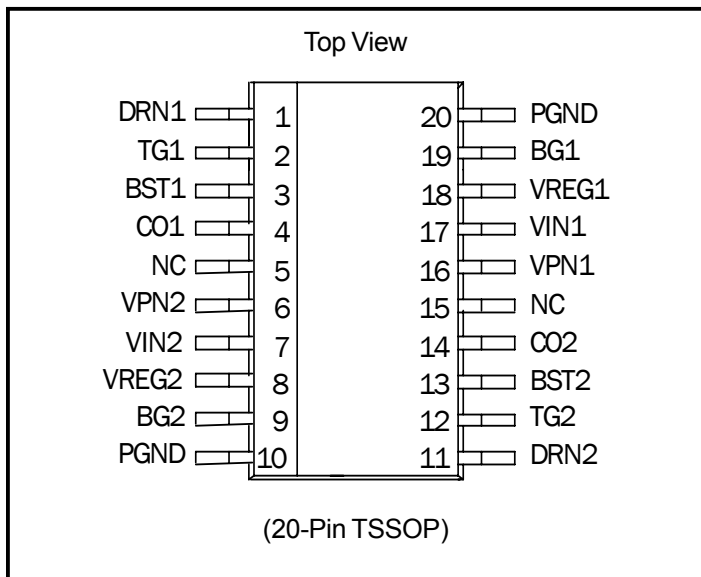 Top View
DRN1 1 20 PGND
TG1 2 19 BG1
BST1 3 18 VREG1
CO1 4 17 VIN1
NC 5 16 VPN1
VPN2 6 15 NC
VIN2 7 14 CO2
VREG2 8 13 BST2
BG2 9 12 TG2
PGND 10 11 DRN2
(20-Pin TSSOP)